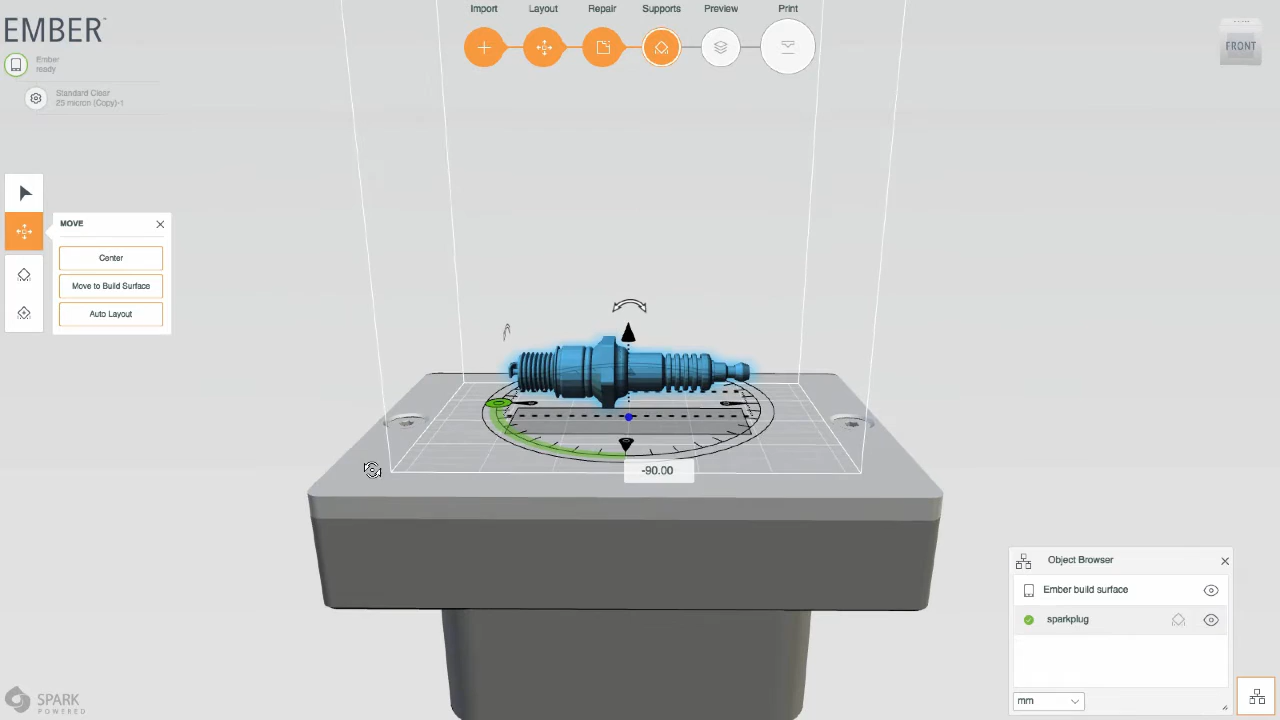 EMBER
Import
Layout
Repair
Supports
Preview
Print
FRONT
Ember
ready
Standard Clear
25 micron (Copy)-1
MOVE
Center
Move to Build Surface
Auto Layout
-90.00
Object Browser
Ember build surface
sparkplug
mm
SPARK
POWERED